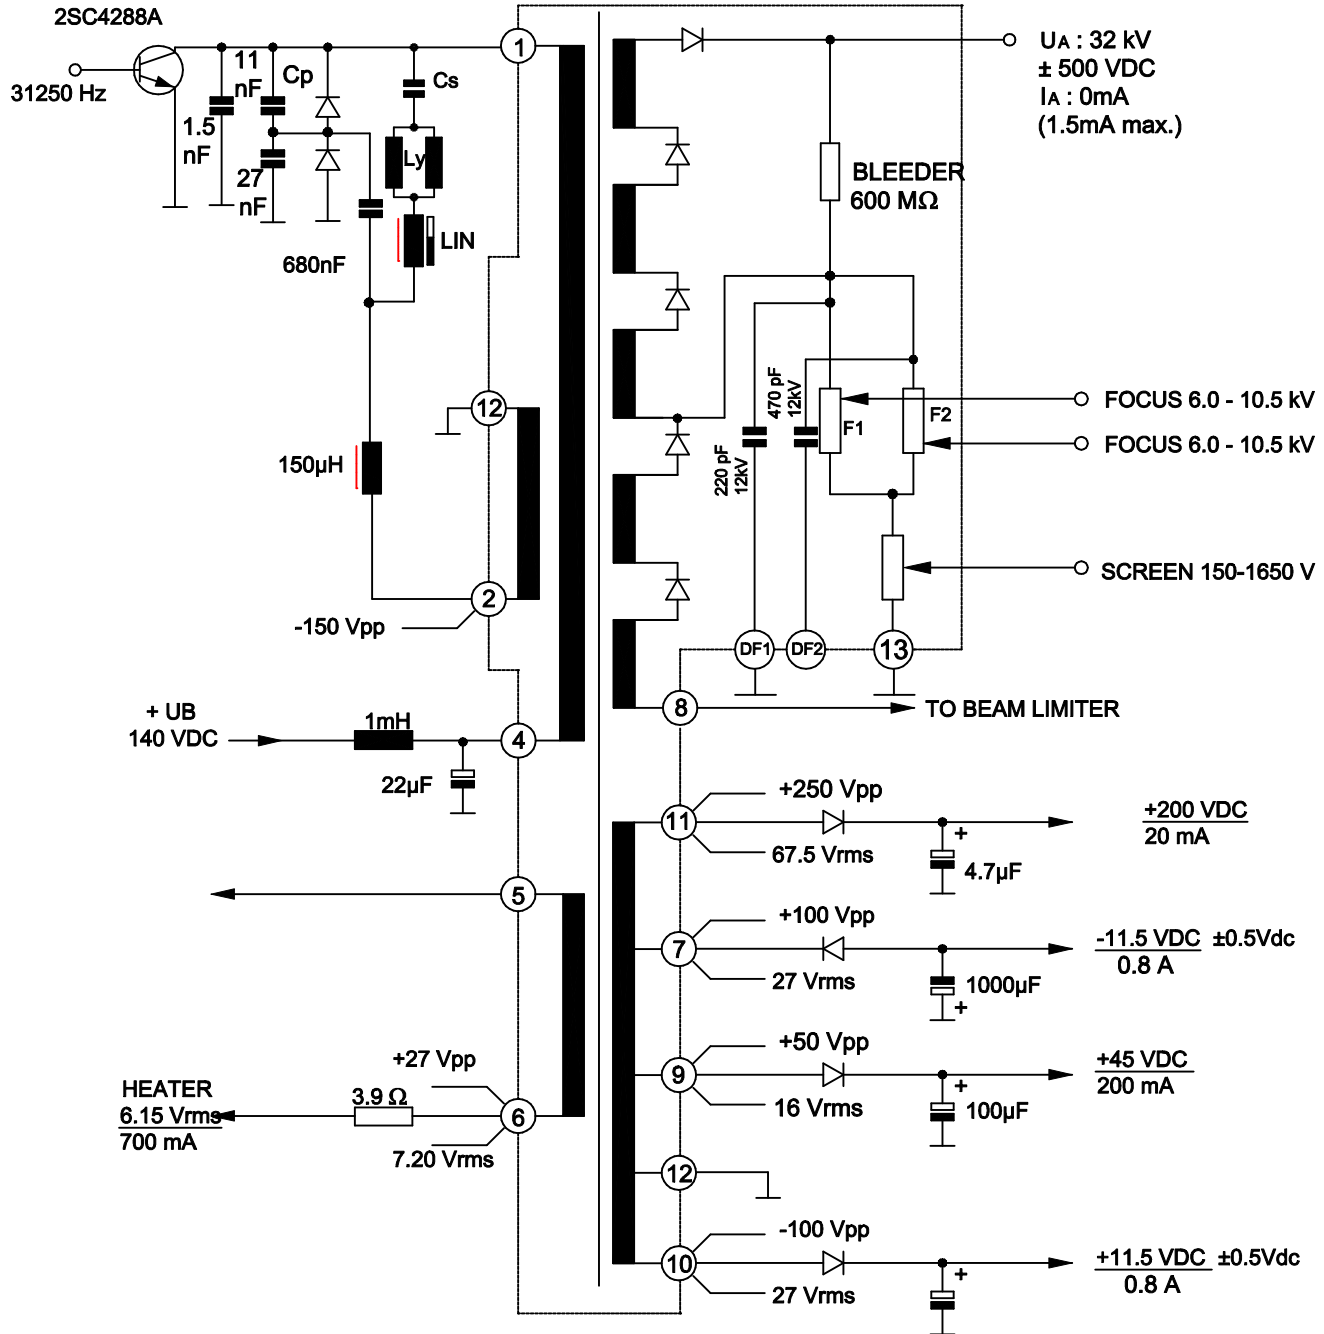 2SC4288A
31250 Hz
1.5
nF
11
nF
Cp
27
nF
Cs
Ly
LIN
680nF
1
12
150µH
2
-150 Vpp
+ UB
140 VDC
1mH
4
22µF
5
+27 Vpp
HEATER
6.15 Vrms
700 mA
3.9 Ω
6
7.20 Vrms
UA : 32 kV
± 500 VDC
IA : 0mA
(1.5mA max.)
BLEEDER
600 MΩ
470 pF
12kV
220 pF
12kV
F1
F2
FOCUS 6.0 - 10.5 kV
FOCUS 6.0 - 10.5 kV
SCREEN 150-1650 V
DF1
DF2
13
8
TO BEAM LIMITER
+250 Vpp
11
67.5 Vrms
4.7µF
+
+200 VDC
20 mA
+100 Vpp
7
27 Vrms
1000µF
+
-11.5 VDC ±0.5Vdc
0.8 A
+50 Vpp
9
16 Vrms
+
100µF
+45 VDC
200 mA
12
-100 Vpp
10
27 Vrms
+
+11.5 VDC ±0.5Vdc
0.8 A